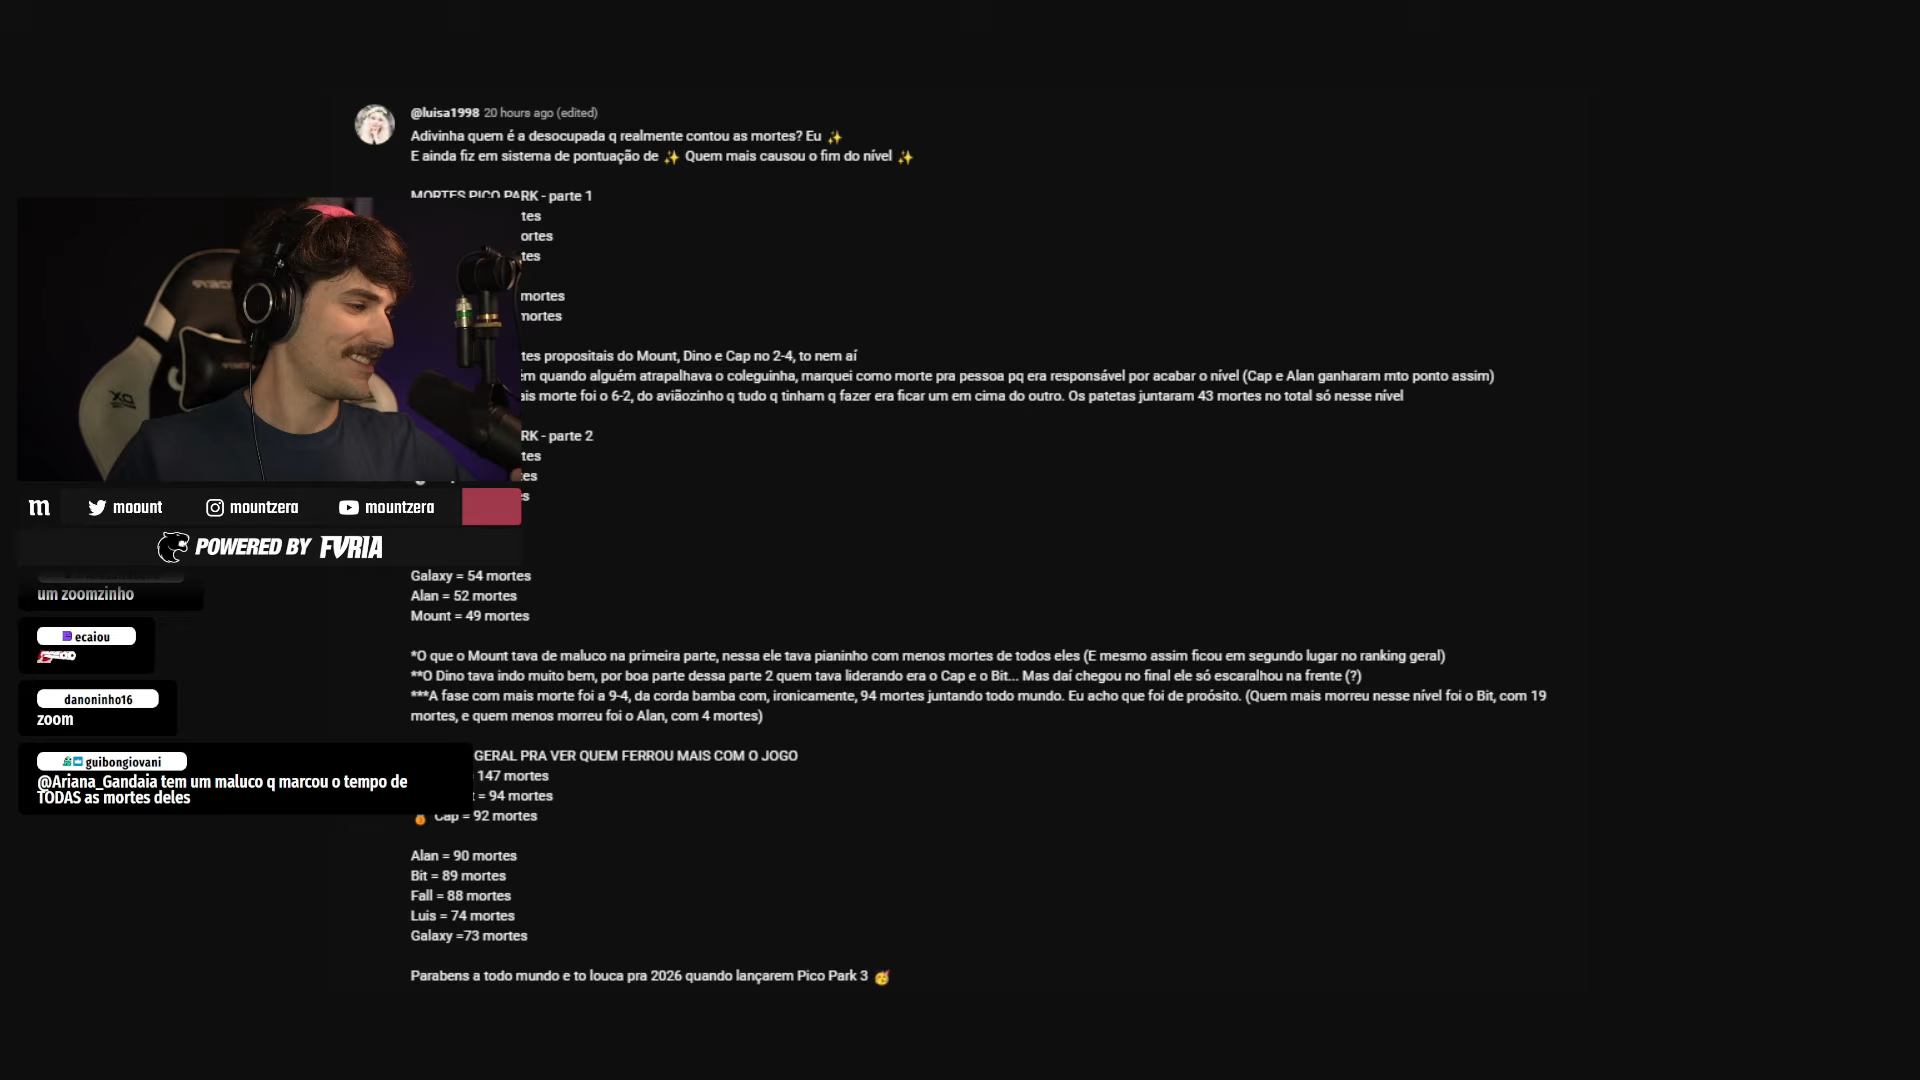 @luisa1998 20 hours ago (edited)
Adivinha quem é a desocupada q realmente contou as mortes? Eu ✨
E ainda fiz em sistema de pontuação de ✨ Quem mais causou o fim do nível ✨
MORTES PICO PARK - parte 1
tes
ortes
tes
mortes
mortes
tes propositais do Mount, Dino e Cap no 2-4, to nem aí
ém quando alguém atrapalhava o coleguinha, marquei como morte pra pessoa pq era responsável por acabar o nível (Cap e Alan ganharam mto ponto assim)
ais morte foi o 6-2, do aviãozinho q tudo q tinham q fazer era ficar um em cima do outro. Os patetas juntaram 43 mortes no total só nesse nível
RK - parte 2
tes
tes
s
m moount mountzera mountzera
POWERED BY FVRIA
Galaxy = 54 mortes
Alan = 52 mortes
Mount = 49 mortes
*O que o Mount tava de maluco na primeira parte, nessa ele tava pianinho com menos mortes de todos eles (E mesmo assim ficou em segundo lugar no ranking geral)
**O Dino tava indo muito bem, por boa parte dessa parte 2 quem tava liderando era o Cap e o Bit... Mas daí chegou no final ele só escaralhou na frente (?)
***A fase com mais morte foi a 9-4, da corda bamba com, ironicamente, 94 mortes juntando todo mundo. Eu acho que foi de proósito. (Quem mais morreu nesse nível foi o Bit, com 19
mortes, e quem menos morreu foi o Alan, com 4 mortes)
GERAL PRA VER QUEM FERROU MAIS COM O JOGO
147 mortes
t = 94 mortes
Cap = 92 mortes
Alan = 90 mortes
Bit = 89 mortes
Fall = 88 mortes
Luis = 74 mortes
Galaxy =73 mortes
Parabens a todo mundo e to louca pra 2026 quando lançarem Pico Park 3 🥳
um zoomzinho
ecaiou
danoninho16
zoom
guibongiovani
@Ariana_Gandaia tem um maluco q marcou o tempo de
TODAS as mortes deles